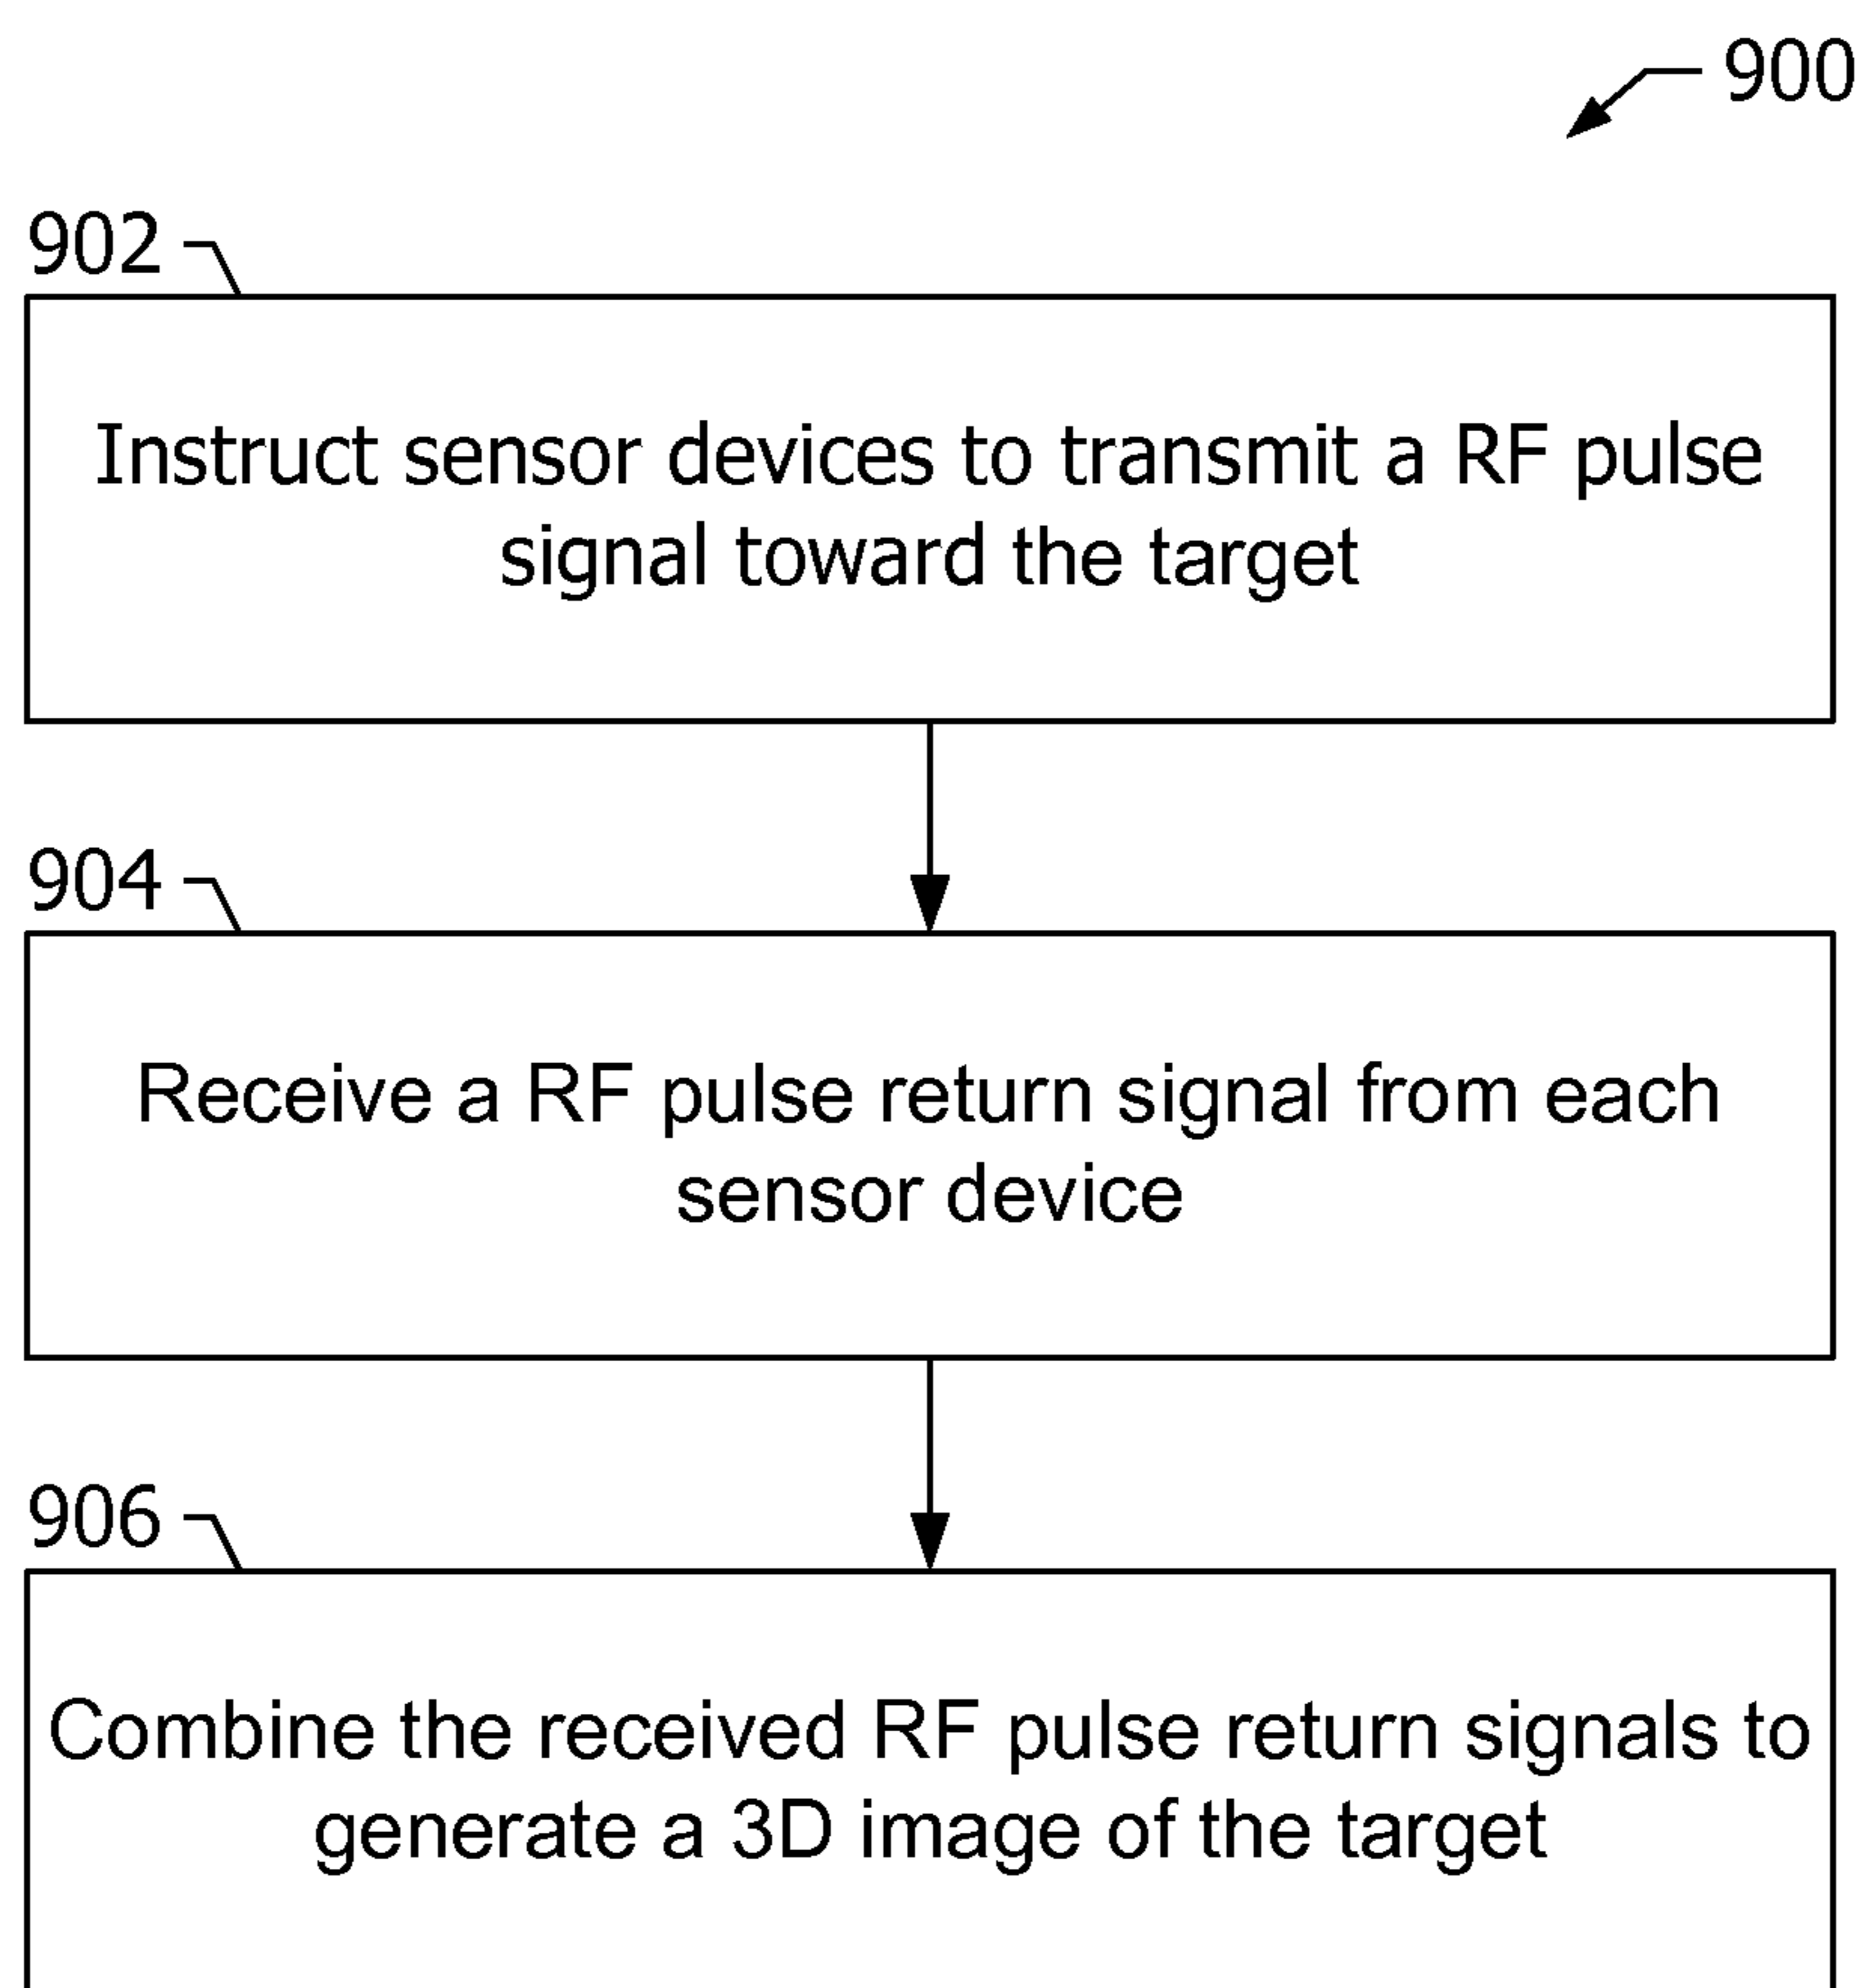 900
902
Instruct sensor devices to transmit a RF pulse
signal toward the target
904
Receive a RF pulse return signal from each
sensor device
906
Combine the received RF pulse return signals to
generate a 3D image of the target